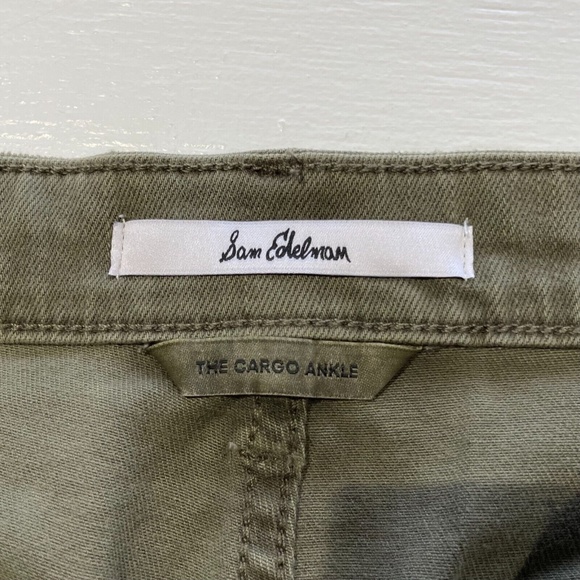 Sam Edelman
THE CARGO ANKLE